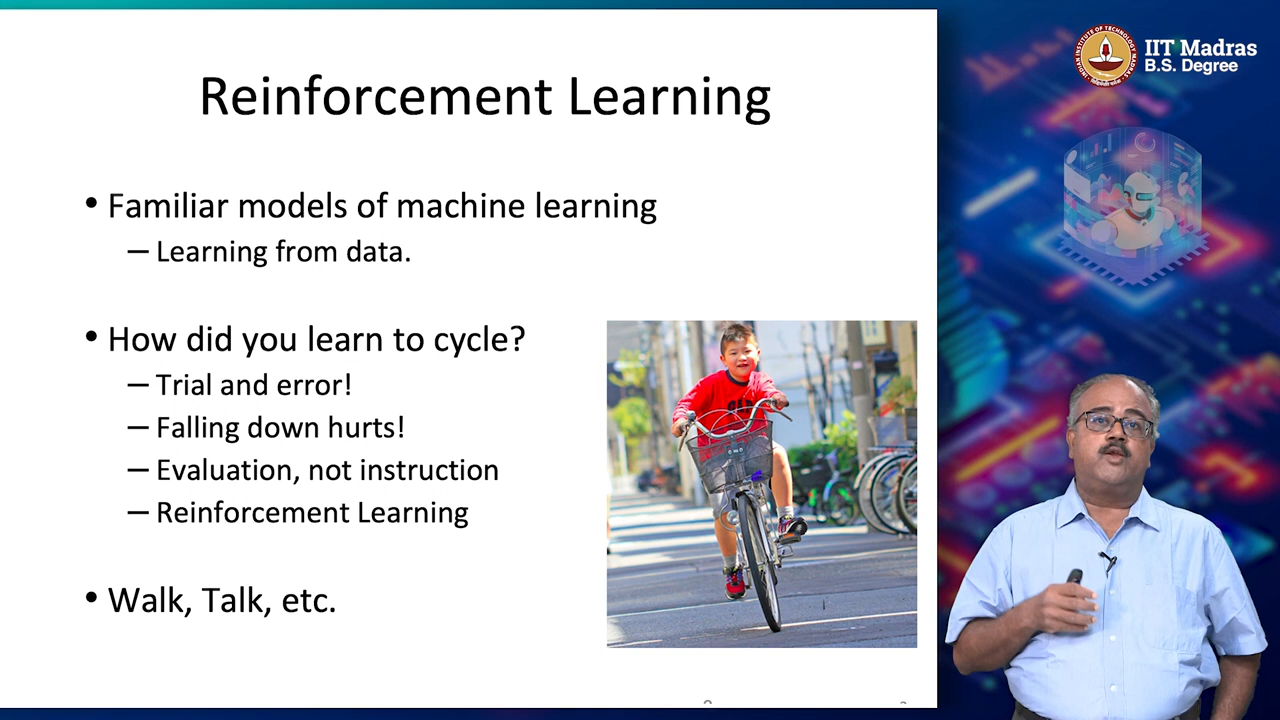 Reinforcement Learning
• Familiar models of machine learning
– Learning from data.
• How did you learn to cycle?
– Trial and error!
– Falling down hurts!
– Evaluation, not instruction
– Reinforcement Learning
• Walk, Talk, etc.
IIT Madras
B.S. Degree